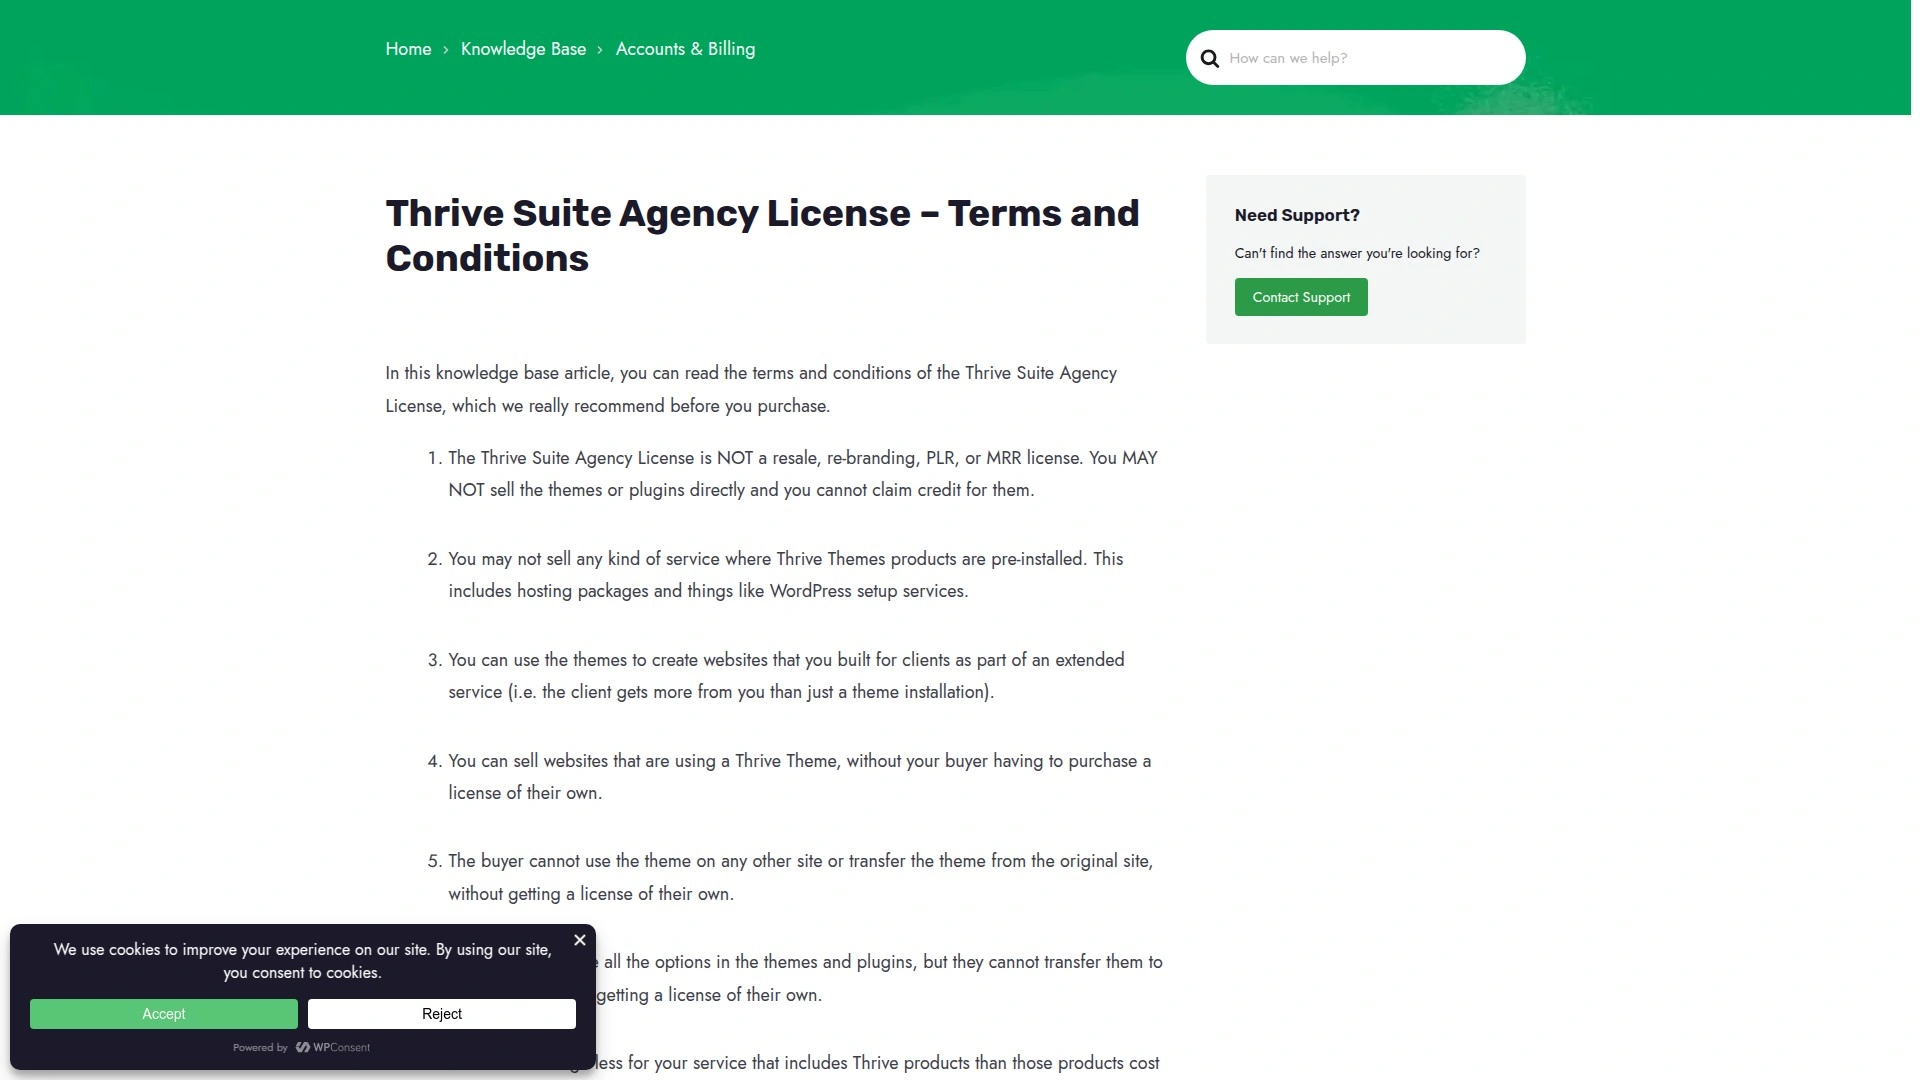 Home › Knowledge Base › Accounts & Billing
How can we help?
Thrive Suite Agency License – Terms and
Conditions
Need Support?
Can't find the answer you're looking for?
Contact Support
In this knowledge base article, you can read the terms and conditions of the Thrive Suite Agency
License, which we really recommend before you purchase.
1. The Thrive Suite Agency License is NOT a resale, re-branding, PLR, or MRR license. You MAY
NOT sell the themes or plugins directly and you cannot claim credit for them.
2. You may not sell any kind of service where Thrive Themes products are pre-installed. This
includes hosting packages and things like WordPress setup services.
3. You can use the themes to create websites that you built for clients as part of an extended
service (i.e. the client gets more from you than just a theme installation).
4. You can sell websites that are using a Thrive Theme, without your buyer having to purchase a
license of their own.
5. The buyer cannot use the theme on any other site or transfer the theme from the original site,
without getting a license of their own.
all the options in the themes and plugins, but they cannot transfer them to
getting a license of their own.
less for your service that includes Thrive products than those products cost
We use cookies to improve your experience on our site. By using our site,
you consent to cookies.
Accept
Reject
Powered by WPConsent